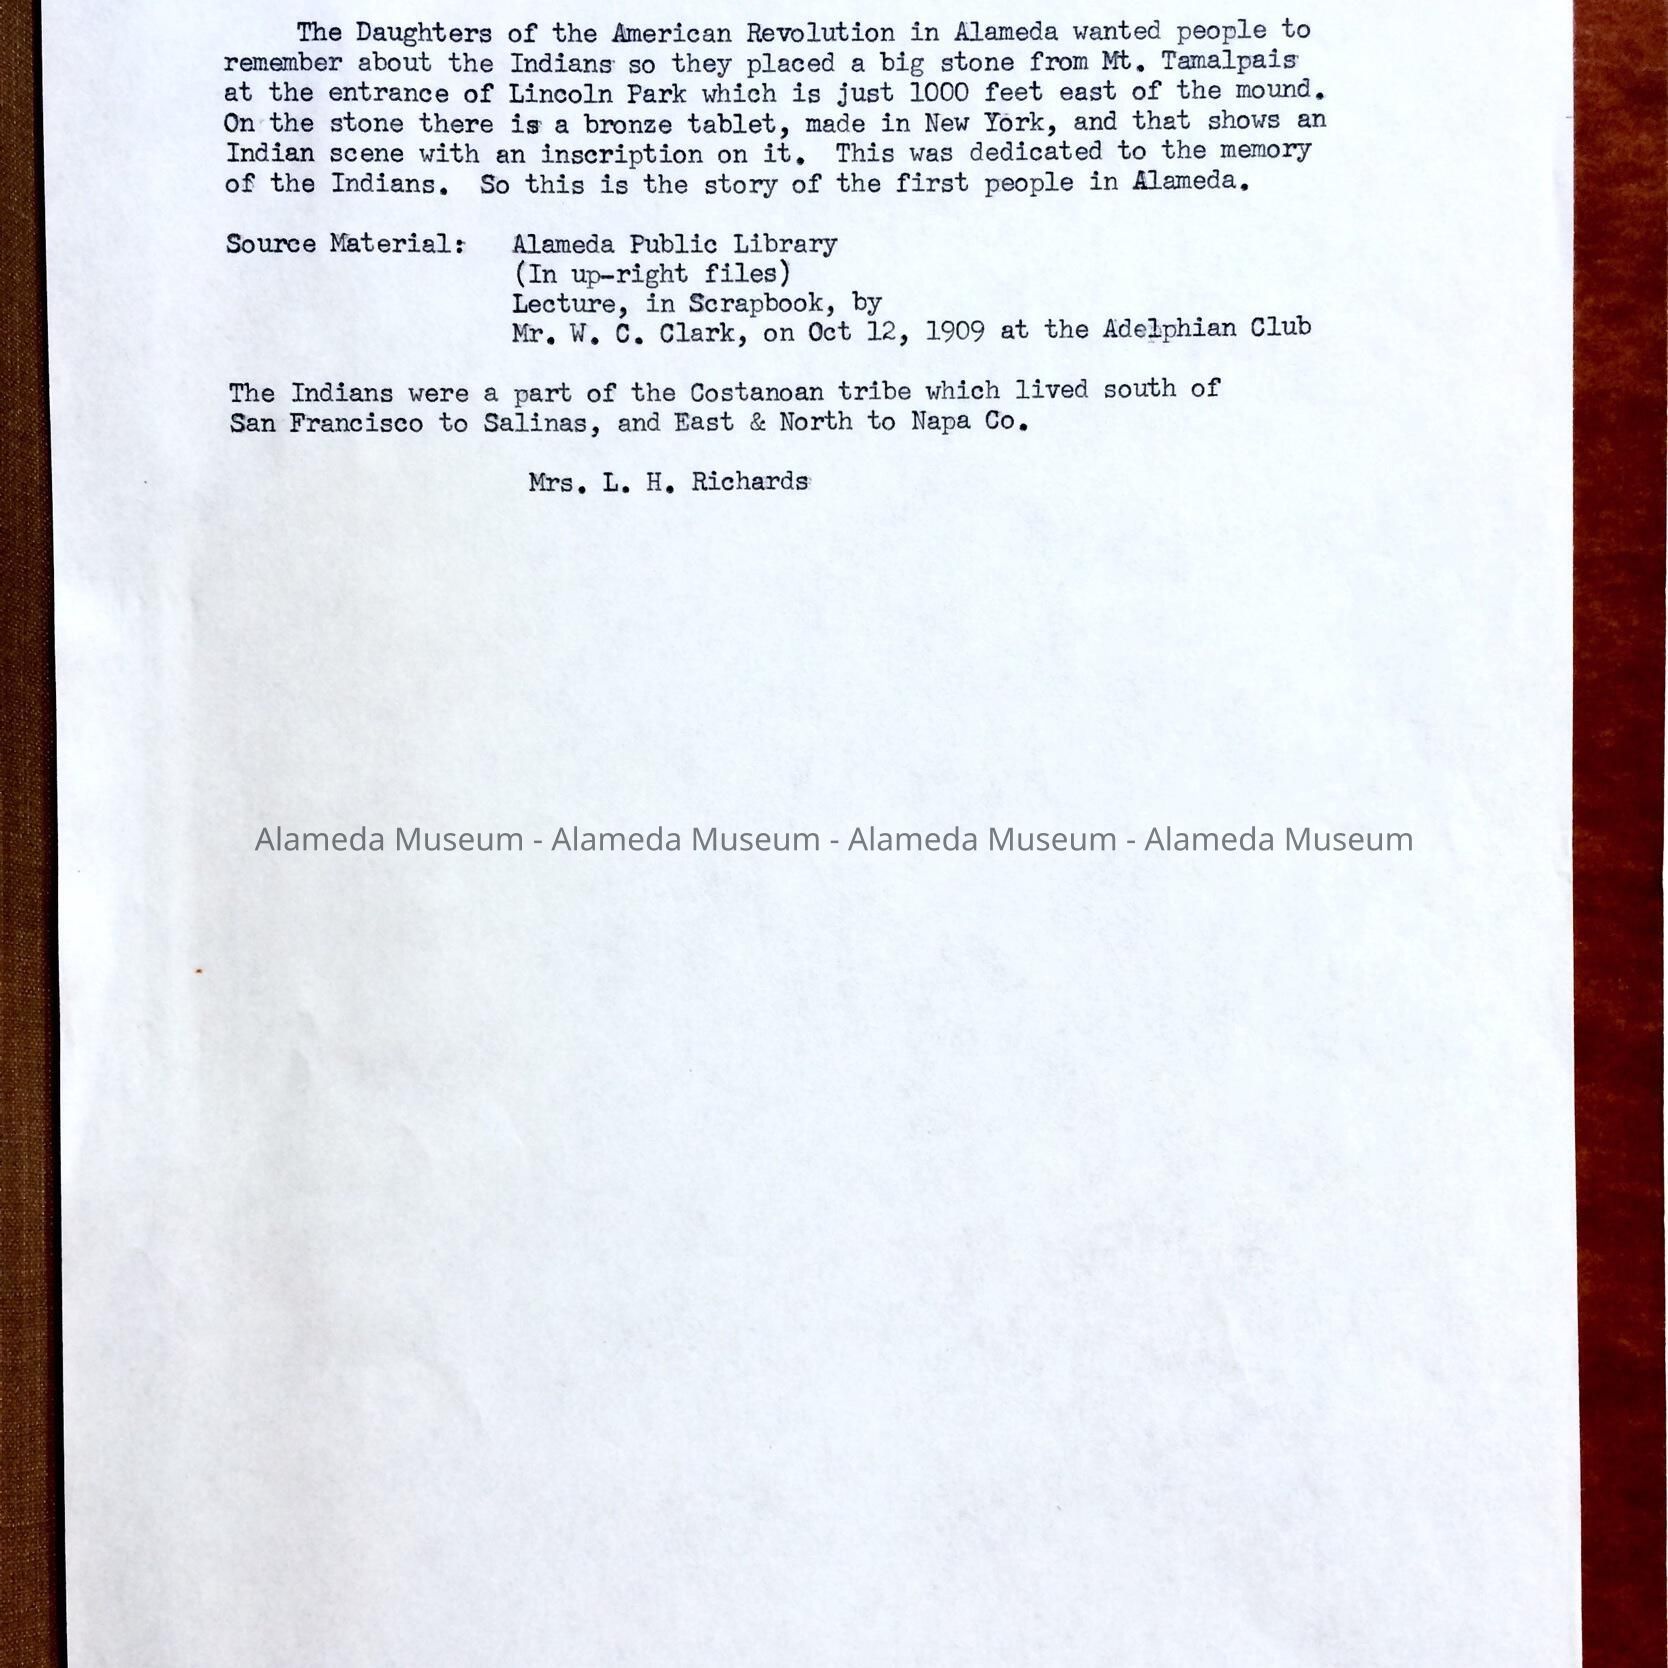 The Daughters of the American Revolution in Alameda wanted people to
remember about the Indians so they placed a big stone from Mt. Tamalpais
at the entrance of Lincoln Park which is just 1000 feet east of the mound.
On the stone there is a bronze tablet, made in New York, and that shows an
Indian scene with an inscription on it. This was dedicated to the memory
of the Indians. So this is the story of the first people in Alameda.
Source Material: Alameda Public Library
(In up-right files)
Lecture, in Scrapbook, by
Mr. W. C. Clark, on Oct 12, 1909 at the Adelphian Club
The Indians were a part of the Costanoan tribe which lived south of
San Francisco to Salinas, and East & North to Napa Co.
Mrs. L. H. Richards
Alameda Museum - Alameda Museum - Alameda Museum - Alameda Museum